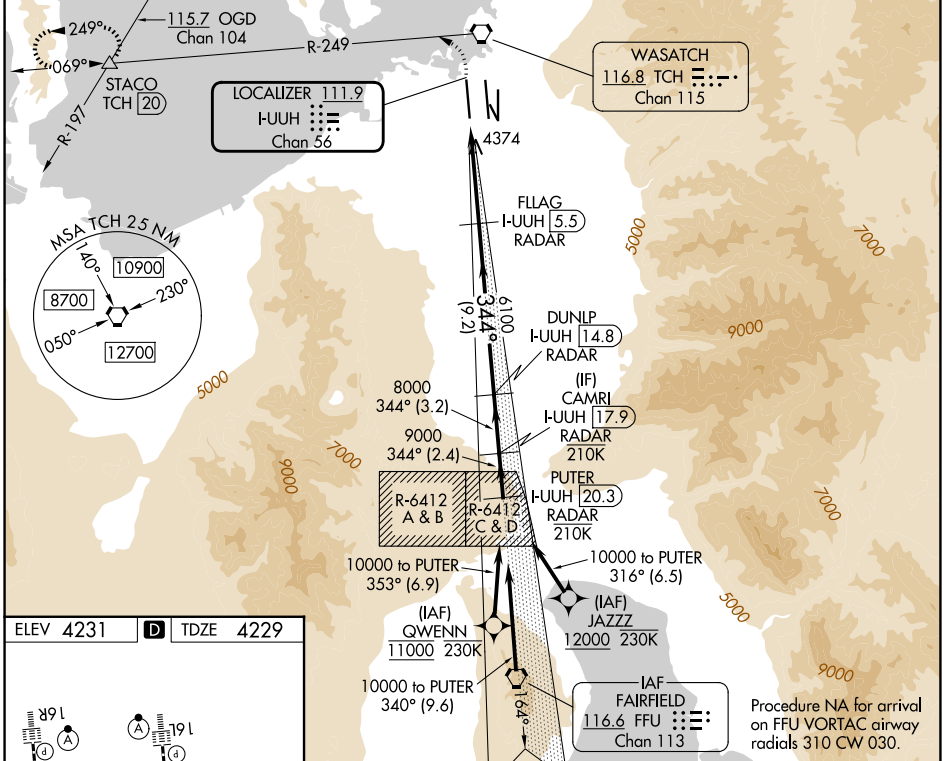 249°
115.7 OGD
Chan 104
R-249
069°
STACO
TCH 20
R-197
LOCALIZER 111.9
I-UUH
Chan 56
WASATCH
116.8 TCH
Chan 115
4374
FLLAG
I-UUH 5.5
RADAR
5000
7000
MSA TCH 25 NM
140°
10900
8700
230°
050°
12700
6100
344°
(9.2)
DUNLP
I-UUH 14.8
RADAR
9000
5000
8000
344° (3.2)
(IF)
CAMRI
I-UUH 17.9
RADAR
210K
9000
344° (2.4)
7000
9000
PUTER
I-UUH 20.3
RADAR
210K
7000
R-6412
A & B
R-6412
C & D
10000 to PUTER
353° (6.9)
10000 to PUTER
316° (6.5)
(IAF)
QWENN
11000 230K
(IAF)
JAZZZ
12000 230K
5000
9000
10000 to PUTER
340° (9.6)
164°
IAF
FAIRFIELD
116.6 FFU
Chan 113
Procedure NA for arrival
on FFU VORTAC airway
radials 310 CW 030.
ELEV 4231 D TDZE 4229
16R
A
P
16L
A
P